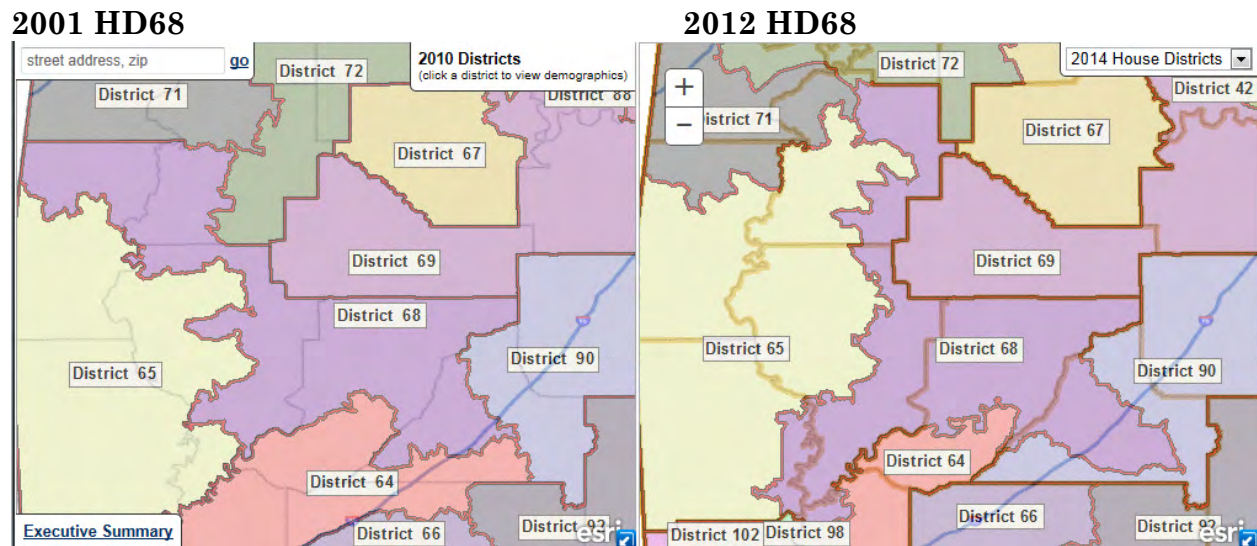 2001 HD68
2012 HD68
street address, zip
go
2010 Districts
(click a district to view demographics)
District 72
District 71
District 88
District 67
District 69
District 68
District 90
District 65
District 64
District 66
District 92
Executive Summary
esri
+
−
2014 House Districts
District 72
District 42
District 71
District 67
District 69
District 65
District 68
District 90
District 64
District 66
District 92
District 102
District 98
esri